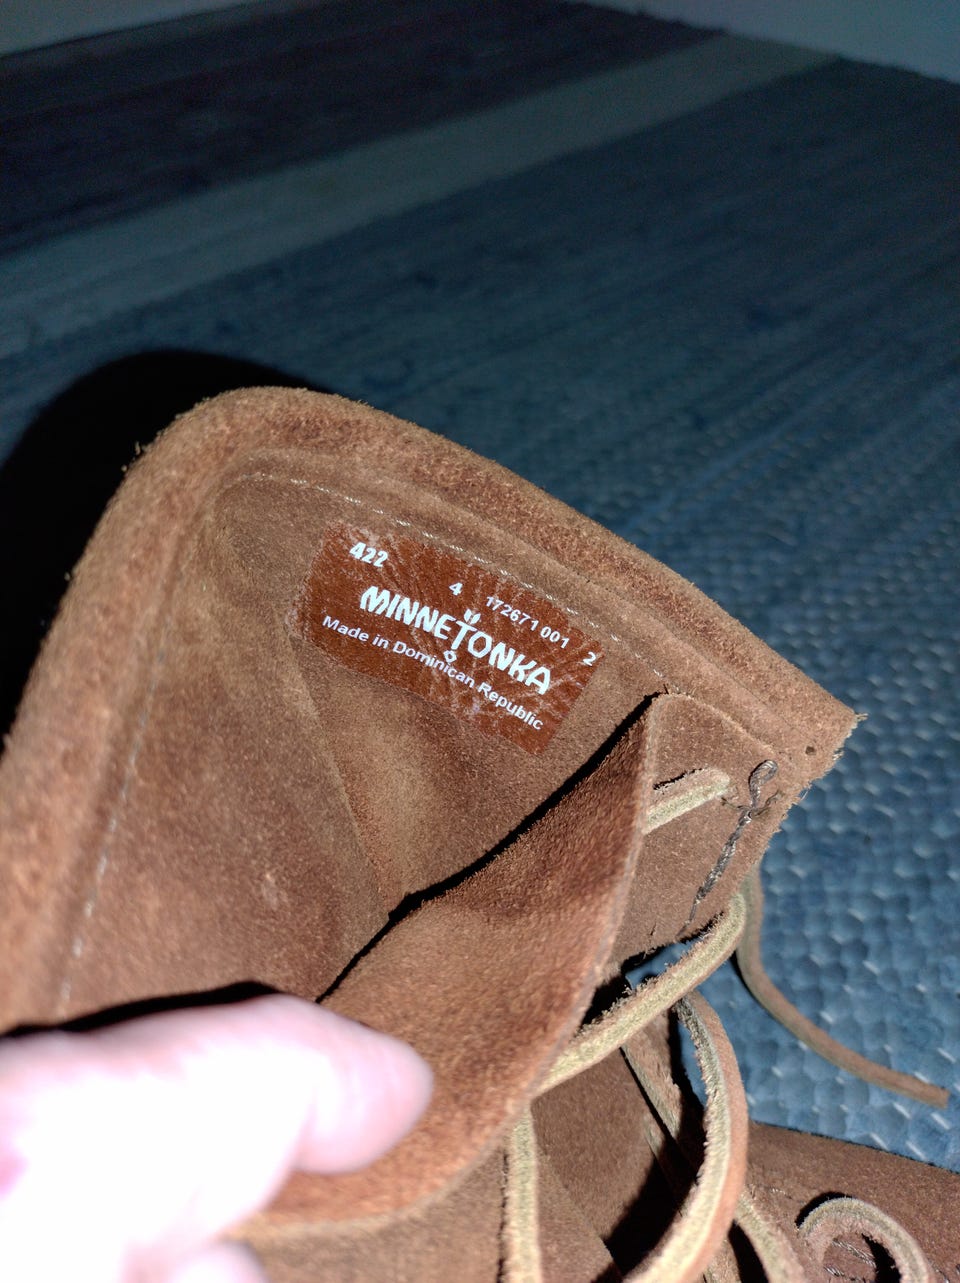 422 4 172671 001 2
MINNETONKA
Made in Dominican Republic